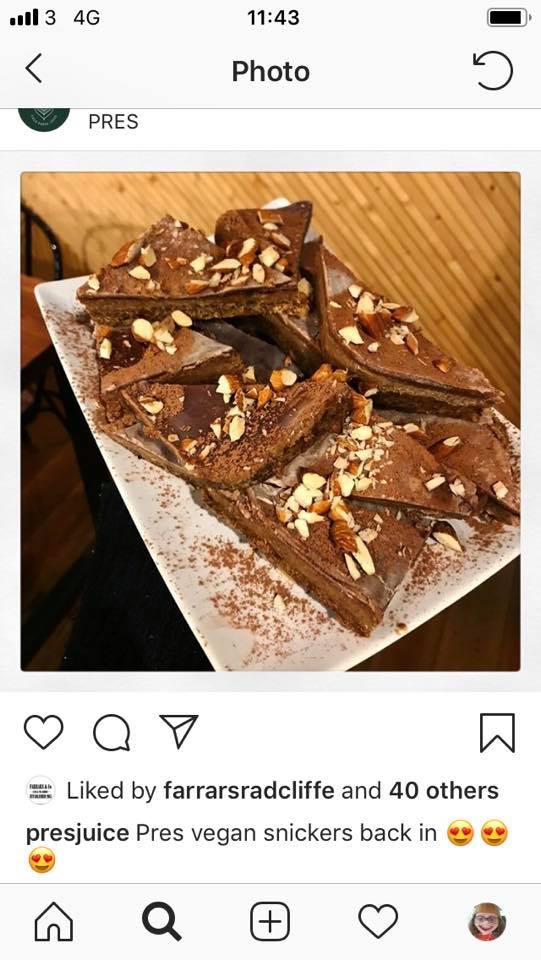 3 4G 11:43
Photo
PRES
Liked by farrarsradcliffe and 40 others
presjuice Pres vegan snickers back in 😍 😍
😍